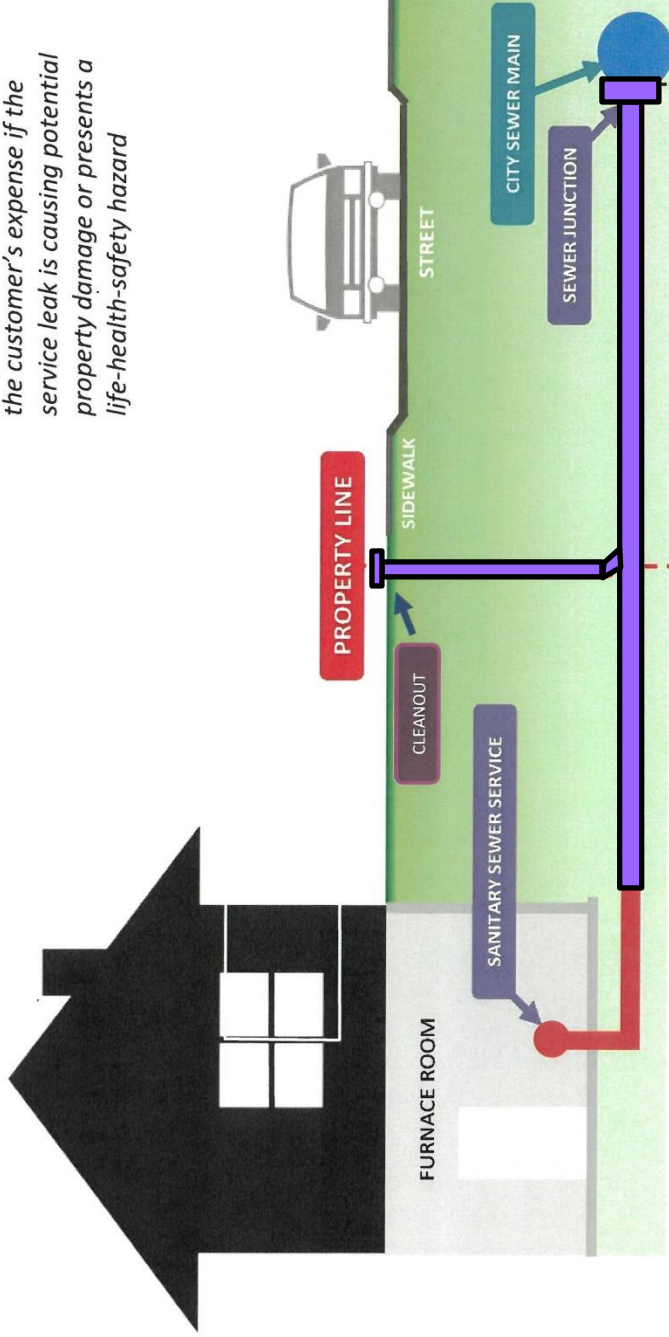 the customer's expense if the
service leak is causing potential
property damage or presents a
life-health-safety hazard
PROPERTY LINE
SIDEWALK
STREET
CLEANOUT
CITY SEWER MAIN
SEWER JUNCTION
SANITARY SEWER SERVICE
FURNACE ROOM